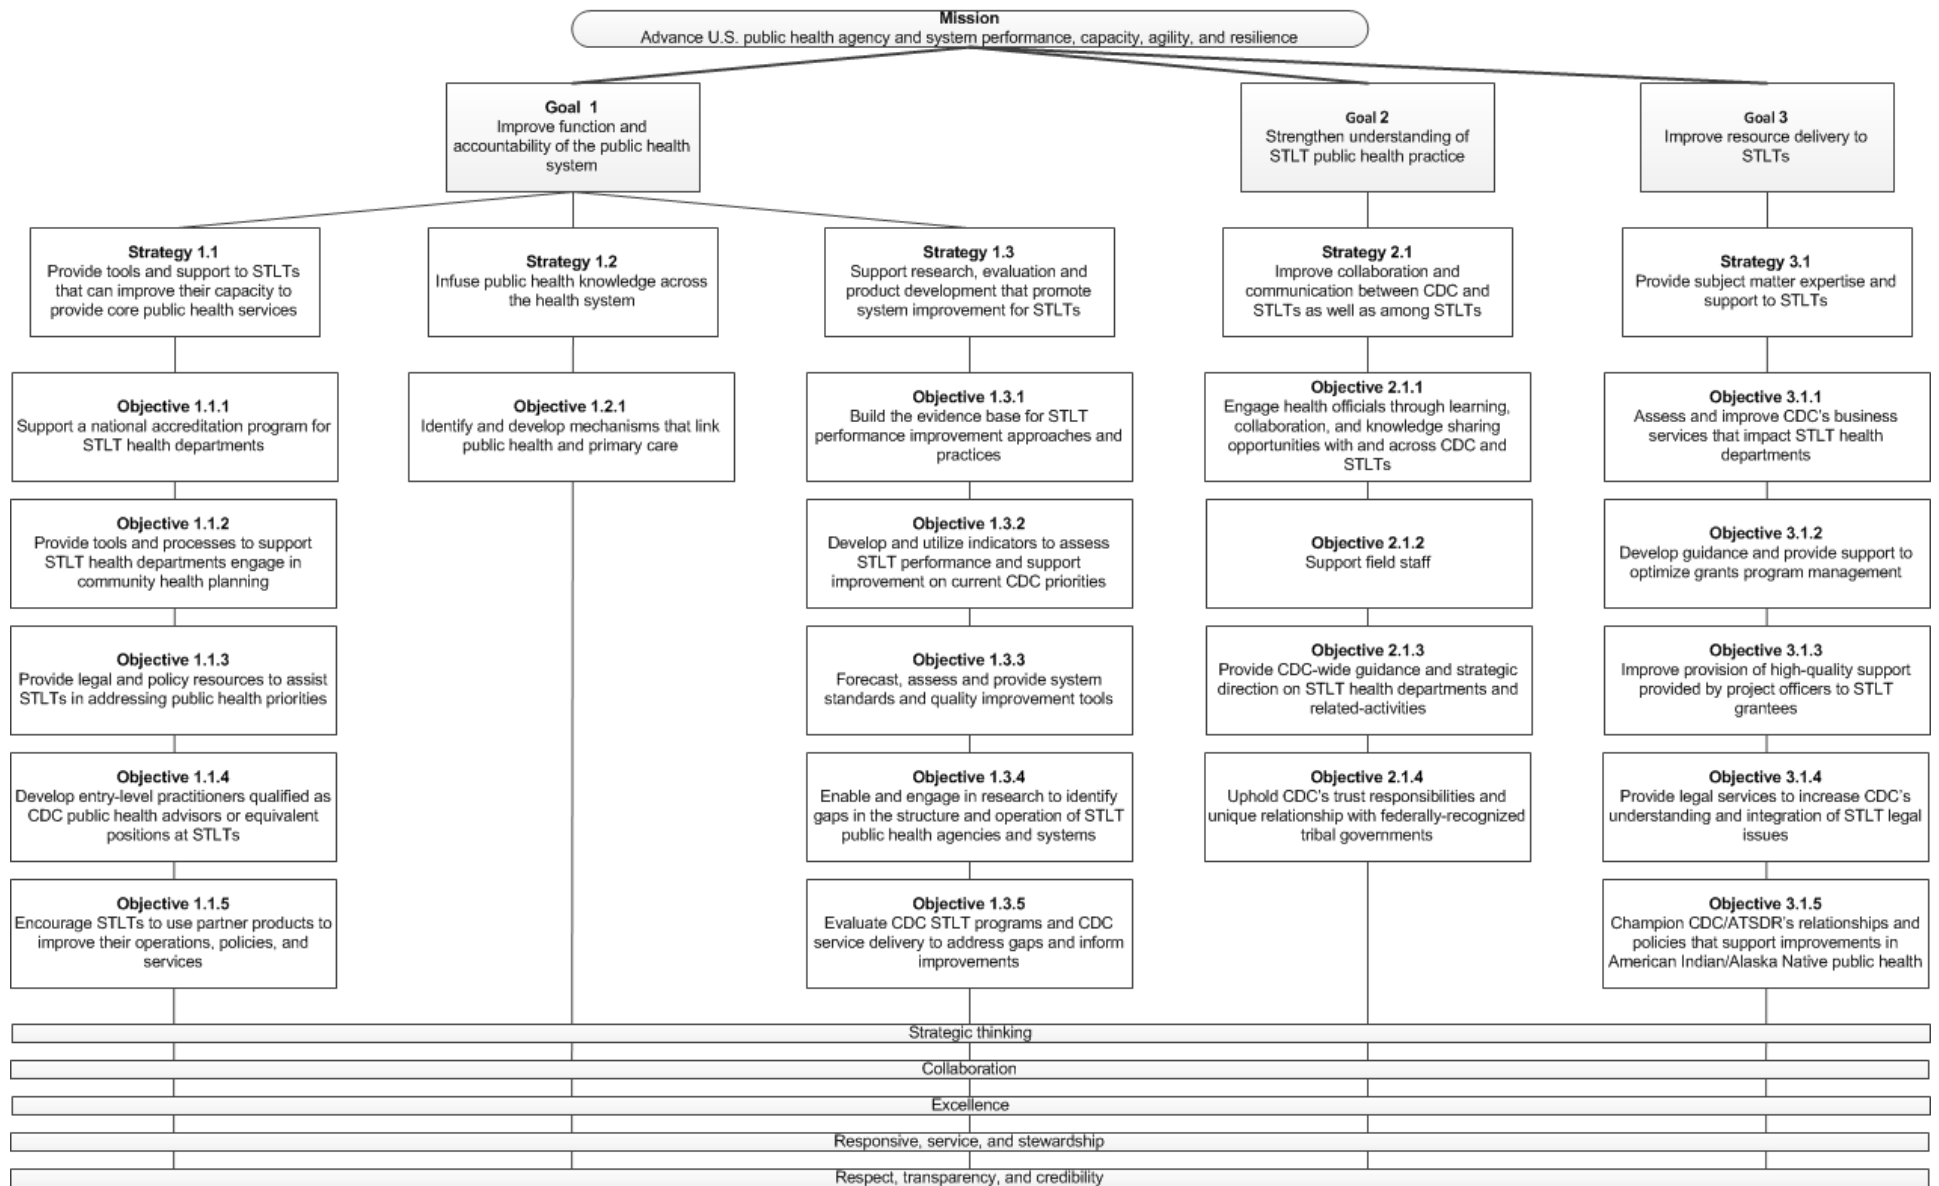 Mission
Advance U.S. public health agency and system performance, capacity, agility, and resilience
Goal 1
Improve function and
accountability of the public health
system
Goal 2
Strengthen understanding of
STLT public health practice
Goal 3
Improve resource delivery to
STLTs
Strategy 1.1
Provide tools and support to STLTs
that can improve their capacity to
provide core public health services
Strategy 1.2
Infuse public health knowledge across
the health system
Strategy 1.3
Support research, evaluation and
product development that promote
system improvement for STLTs
Strategy 2.1
Improve collaboration and
communication between CDC and
STLTs as well as among STLTs
Strategy 3.1
Provide subject matter expertise and
support to STLTs
Objective 1.1.1
Support a national accreditation program for
STLT health departments
Objective 1.2.1
Identify and develop mechanisms that link
public health and primary care
Objective 1.3.1
Build the evidence base for STLT
performance improvement approaches and
practices
Objective 2.1.1
Engage health officials through learning,
collaboration, and knowledge sharing
opportunities with and across CDC and
STLTs
Objective 3.1.1
Assess and improve CDC's business
services that impact STLT health
departments
Objective 1.1.2
Provide tools and processes to support
STLT health departments engage in
community health planning
Objective 1.3.2
Develop and utilize indicators to assess
STLT performance and support
improvement on current CDC priorities
Objective 2.1.2
Support field staff
Objective 3.1.2
Develop guidance and provide support to
optimize grants program management
Objective 1.1.3
Provide legal and policy resources to assist
STLTs in addressing public health priorities
Objective 1.3.3
Forecast, assess and provide system
standards and quality improvement tools
Objective 2.1.3
Provide CDC-wide guidance and strategic
direction on STLT health departments and
related-activities
Objective 3.1.3
Improve provision of high-quality support
provided by project officers to STLT
grantees
Objective 1.1.4
Develop entry-level practitioners qualified as
CDC public health advisors or equivalent
positions at STLTs
Objective 1.3.4
Enable and engage in research to identify
gaps in the structure and operation of STLT
public health agencies and systems
Objective 2.1.4
Uphold CDC's trust responsibilities and
unique relationship with federally-recognized
tribal governments
Objective 3.1.4
Provide legal services to increase CDC's
understanding and integration of STLT legal
issues
Objective 1.1.5
Encourage STLTs to use partner products to
improve their operations, policies, and
services
Objective 1.3.5
Evaluate CDC STLT programs and CDC
service delivery to address gaps and inform
improvements
Objective 3.1.5
Champion CDC/ATSDR's relationships and
policies that support improvements in
American Indian/Alaska Native public health
Strategic thinking
Collaboration
Excellence
Responsive, service, and stewardship
Respect, transparency, and credibility